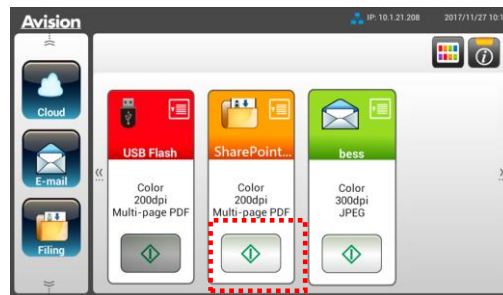 Avision
IP: 10.1.21.208 2017/11/27 10:1
Cloud
E-mail
Filing
USB Flash
Color
200dpi
Multi-page PDF
SharePoint...
Color
200dpi
Multi-page PDF
bess
Color
300dpi
JPEG